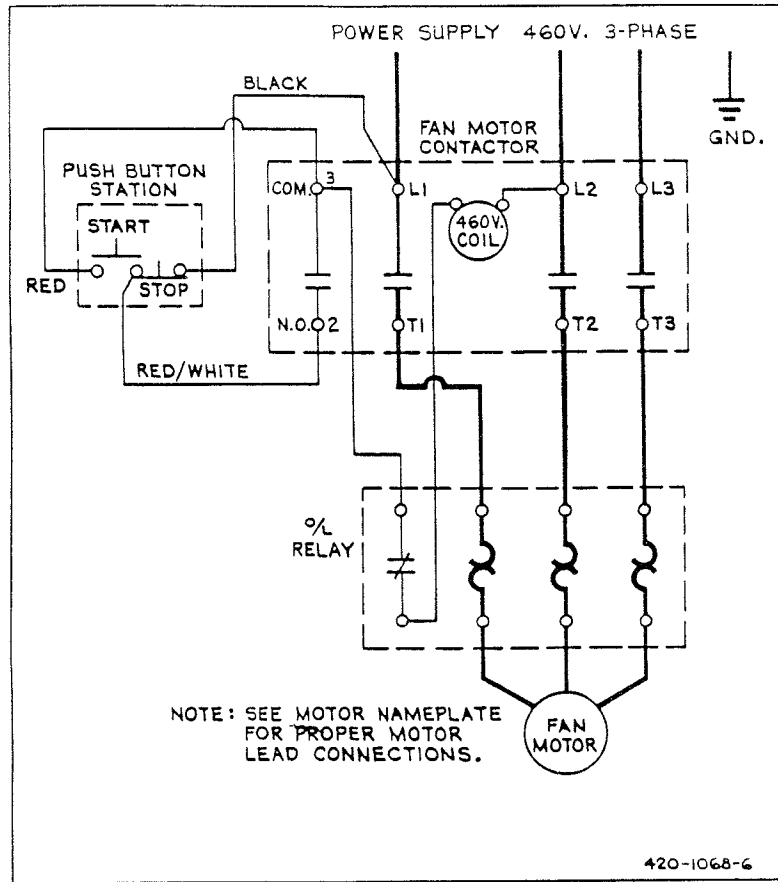 POWER SUPPLY 460V. 3-PHASE
BLACK
GND.
FAN MOTOR
CONTACTOR
PUSH BUTTON
STATION
COM. 3
L1
L2
L3
460V.
COIL
START
RED
STOP
N.O. 2
T1
T2
T3
RED/WHITE
O/L
RELAY
NOTE: SEE MOTOR NAMEPLATE
FOR PROPER MOTOR
LEAD CONNECTIONS.
FAN
MOTOR
420-1068-6